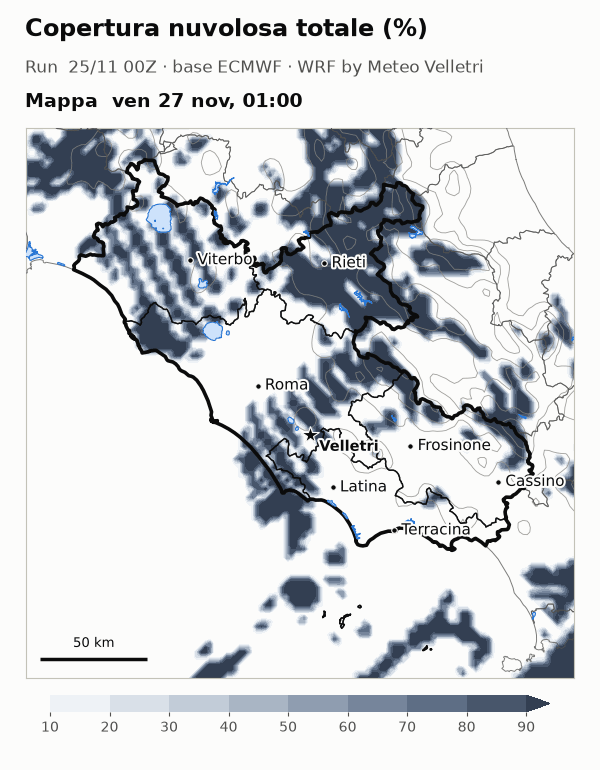 Copertura nuvolosa totale (%)
Run  25/11 00Z · base ECMWF · WRF by Meteo Velletri
Mappa  ven 27 nov, 01:00
Viterbo
Rieti
Roma
Velletri
Frosinone
Cassino
Latina
Terracina
50 km
10 20 30 40 50 60 70 80 90